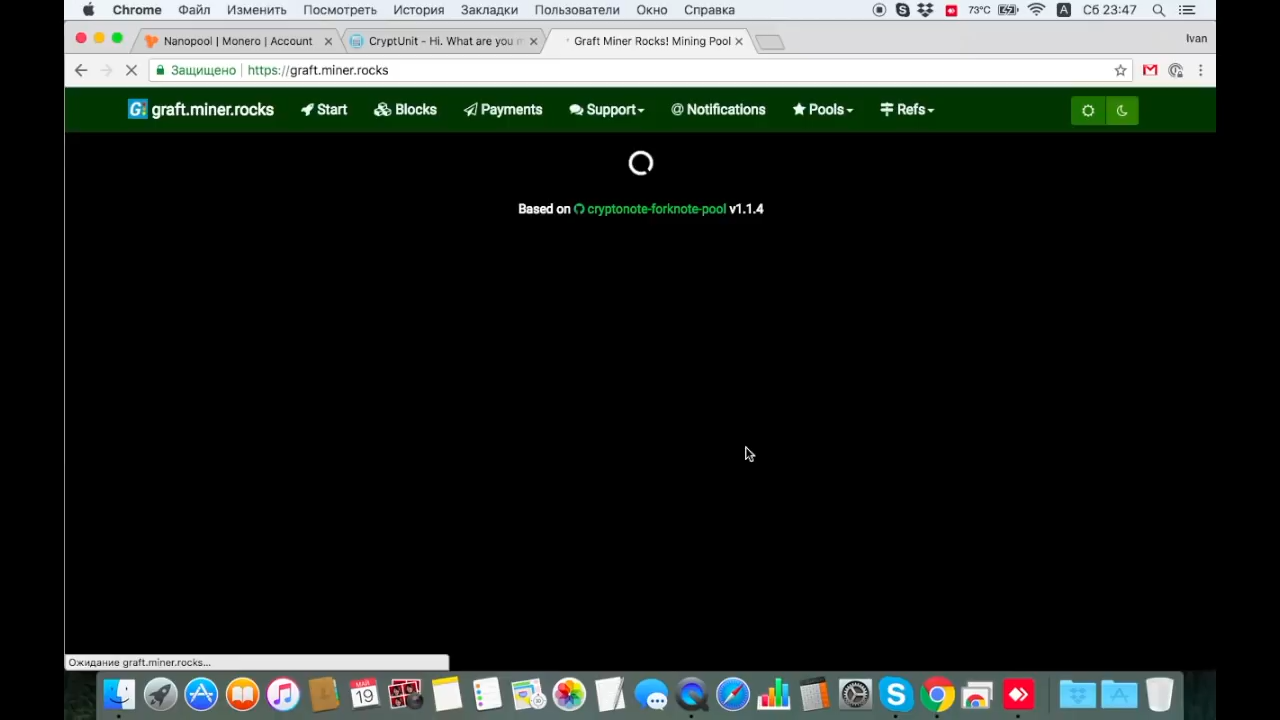 Chrome Файл Изменить Посмотреть История Закладки Пользователи Окно Справка 73°C A Сб 23:47
Nanopool | Monero | Account CryptUnit - Hi. What are you m Graft Miner Rocks! Mining Pool Ivan
Защищено https://graft.miner.rocks
G graft.miner.rocks Start Blocks Payments Support Notifications Pools Refs
Based on cryptonote-forknote-pool v1.1.4
Ожидание graft.miner.rocks...
МАЙ
19